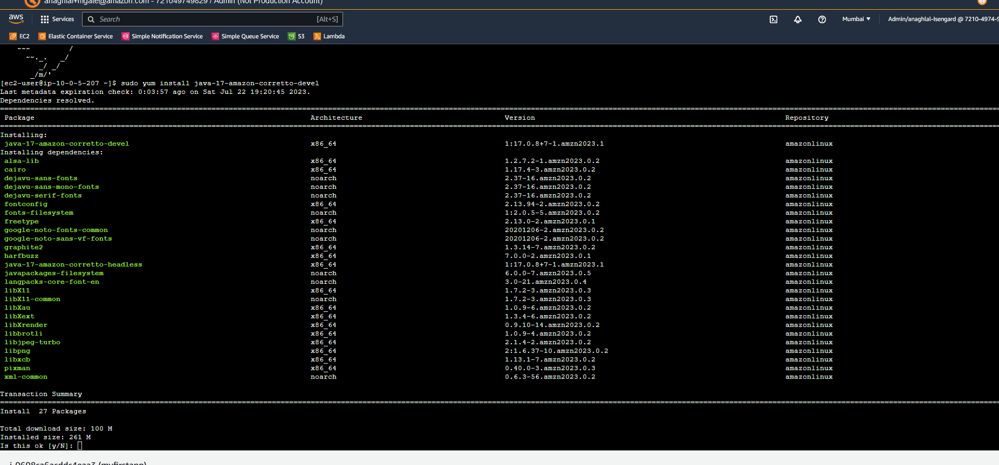 anaghlal+mgate@amazon.com - 721049749829 / Admin (Not Production Account)
aws Services Search [Alt+S] Mumbai ▼ Admin/anaghlal-Isengard @ 7210-4974-9
EC2 Elastic Container Service Simple Notification Service Simple Queue Service S3 Lambda
~~~ /
~~._. _/
_/ _/
_/m/'
[ec2-user@ip-10-0-5-207 ~]$ sudo yum install java-17-amazon-corretto-devel
Last metadata expiration check: 0:03:57 ago on Sat Jul 22 19:20:45 2023.
Dependencies resolved.
Package Architecture Version Repository
Installing:
java-17-amazon-corretto-devel x86_64 1:17.0.8+7-1.amzn2023.1 amazonlinux
Installing dependencies:
alsa-lib x86_64 1.2.7.2-1.amzn2023.0.2 amazonlinux
cairo x86_64 1.17.4-3.amzn2023.0.2 amazonlinux
dejavu-sans-fonts noarch 2.37-16.amzn2023.0.2 amazonlinux
dejavu-sans-mono-fonts noarch 2.37-16.amzn2023.0.2 amazonlinux
dejavu-serif-fonts noarch 2.37-16.amzn2023.0.2 amazonlinux
fontconfig x86_64 2.13.94-2.amzn2023.0.2 amazonlinux
fonts-filesystem noarch 1:2.0.5-5.amzn2023.0.2 amazonlinux
freetype x86_64 2.13.0-2.amzn2023.0.1 amazonlinux
google-noto-fonts-common noarch 20201206-2.amzn2023.0.2 amazonlinux
google-noto-sans-vf-fonts noarch 20201206-2.amzn2023.0.2 amazonlinux
graphite2 x86_64 1.3.14-7.amzn2023.0.2 amazonlinux
harfbuzz x86_64 7.0.0-2.amzn2023.0.1 amazonlinux
java-17-amazon-corretto-headless x86_64 1:17.0.8+7-1.amzn2023.1 amazonlinux
javapackages-filesystem noarch 6.0.0-7.amzn2023.0.5 amazonlinux
langpacks-core-font-en noarch 3.0-21.amzn2023.0.4 amazonlinux
libX11 x86_64 1.7.2-3.amzn2023.0.3 amazonlinux
libX11-common noarch 1.7.2-3.amzn2023.0.3 amazonlinux
libXau x86_64 1.0.9-6.amzn2023.0.2 amazonlinux
libXext x86_64 1.3.4-6.amzn2023.0.2 amazonlinux
libXrender x86_64 0.9.10-14.amzn2023.0.2 amazonlinux
libbrotli x86_64 1.0.9-4.amzn2023.0.2 amazonlinux
libjpeg-turbo x86_64 2.1.4-2.amzn2023.0.2 amazonlinux
libpng x86_64 2:1.6.37-10.amzn2023.0.2 amazonlinux
libxcb x86_64 1.13.1-7.amzn2023.0.2 amazonlinux
pixman x86_64 0.40.0-3.amzn2023.0.3 amazonlinux
xml-common noarch 0.6.3-56.amzn2023.0.2 amazonlinux
Transaction Summary
Install 27 Packages
Total download size: 100 M
Installed size: 261 M
Is this ok [y/N]:
(myfirstapp)